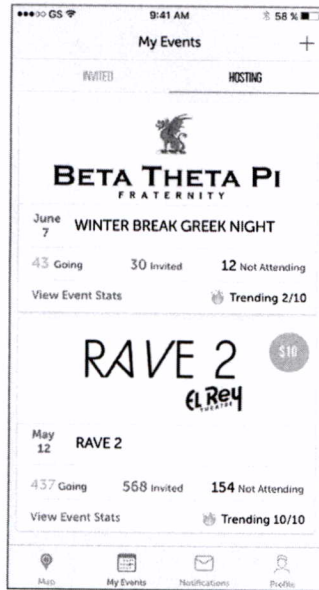 GS 9:41 AM 58 %
My Events +
INVITED HOSTING
BETA THETA PI
FRATERNITY
June
7
WINTER BREAK GREEK NIGHT
43 Going 30 Invited 12 Not Attending
View Event Stats Trending 2/10
RAVE 2
$10
EL REY
THEATRE
May
12
RAVE 2
437 Going 568 Invited 154 Not Attending
View Event Stats Trending 10/10
Map My Events Notifications Profile